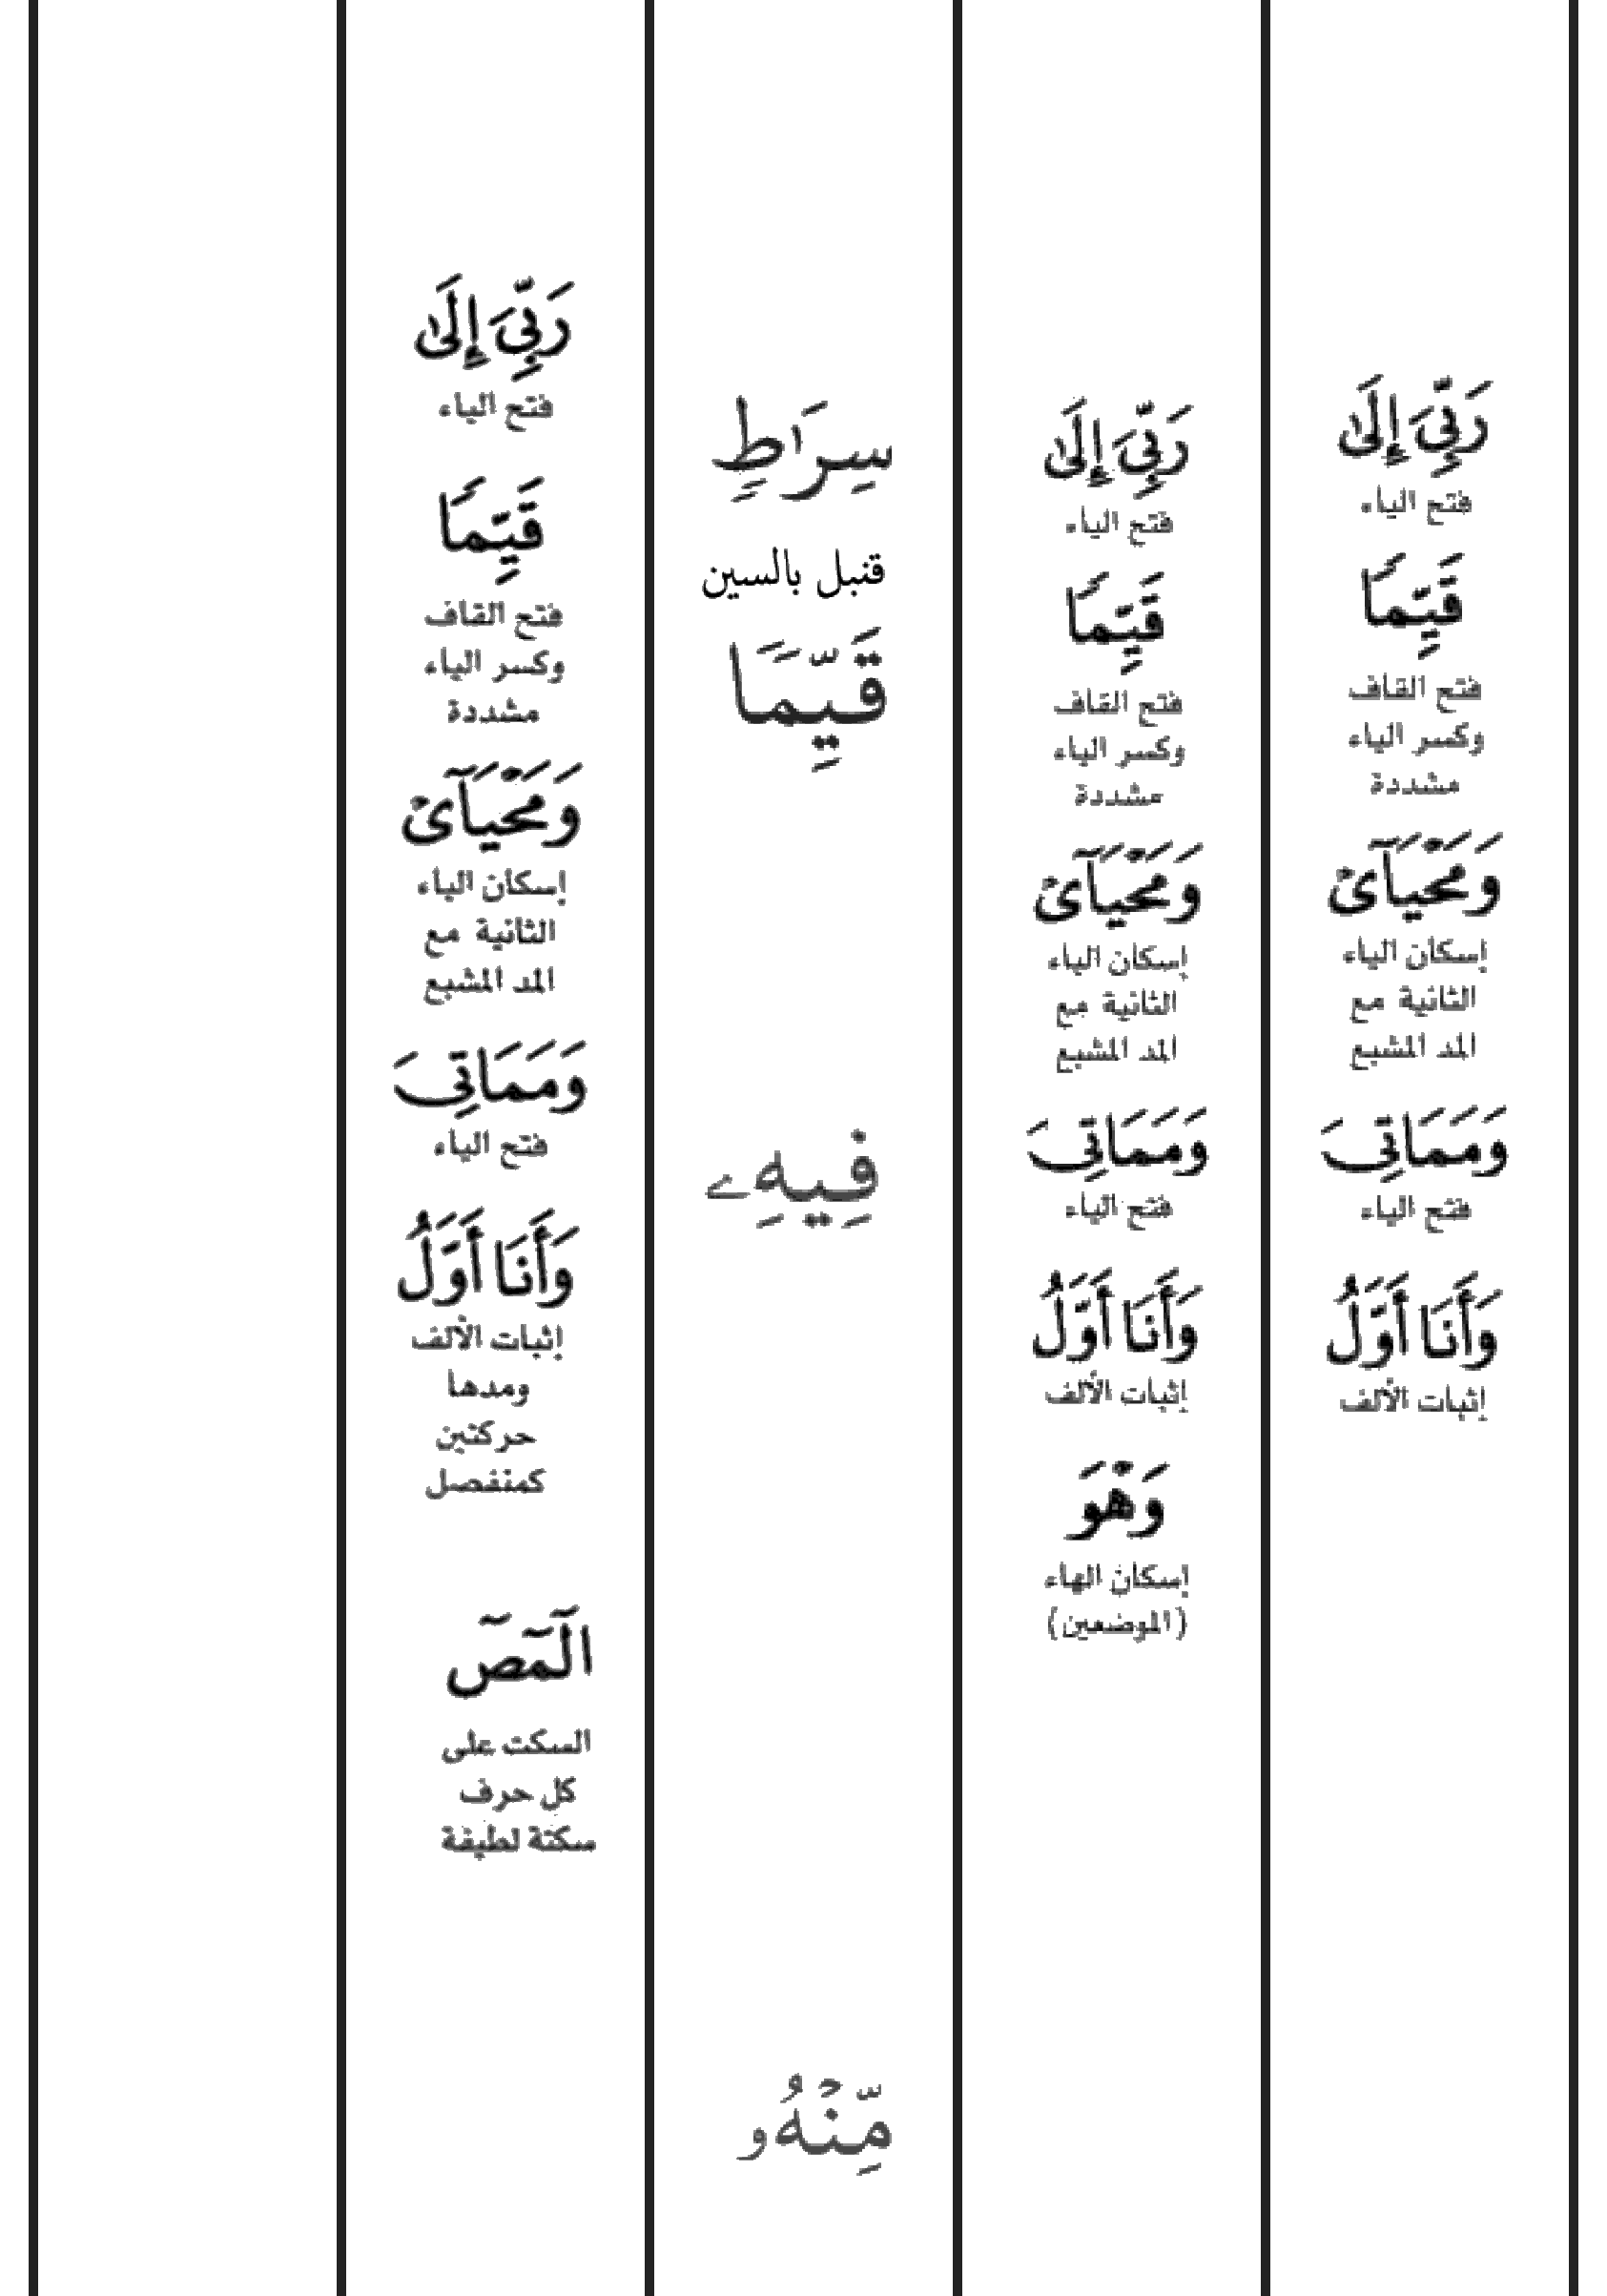 رَبِّيَ إِلَىٰ
فتح الياء
قَيِّمًا
فتح القاف
وكسر الياء
مشددة
وَمَحْيَآىْ
إسكان الياء
الثانية مع
المد المشبع
وَمَمَاتِيَ
فتح الياء
وَأَنَا أَوَّلُ
إثبات الألف
رَبِّيَ إِلَىٰ
فتح الياء
قَيِّمًا
فتح القاف
وكسر الياء
مشددة
وَمَحْيَآىْ
إسكان الياء
الثانية مع
المد المشبع
وَمَمَاتِيَ
فتح الياء
وَأَنَا أَوَّلُ
إثبات الألف
وَهْوَ
إسكان الهاء
(الموضعين)
سِرَاطٍ
قنبل بالسين
قَيِّمًا
فِيهِۦ
مِّنْهُۥ
رَبِّيَ إِلَىٰ
فتح الياء
قَيِّمًا
فتح القاف
وكسر الياء
مشددة
وَمَحْيَآىْ
إسكان الياء
الثانية مع
المد المشبع
وَمَمَاتِيَ
فتح الياء
وَأَنَا أَوَّلُ
إثبات الألف
ومدها
حركتين
كمنفصل
الٓمٓصٓ
السكت على
كل حرف
سكتة لطيفة